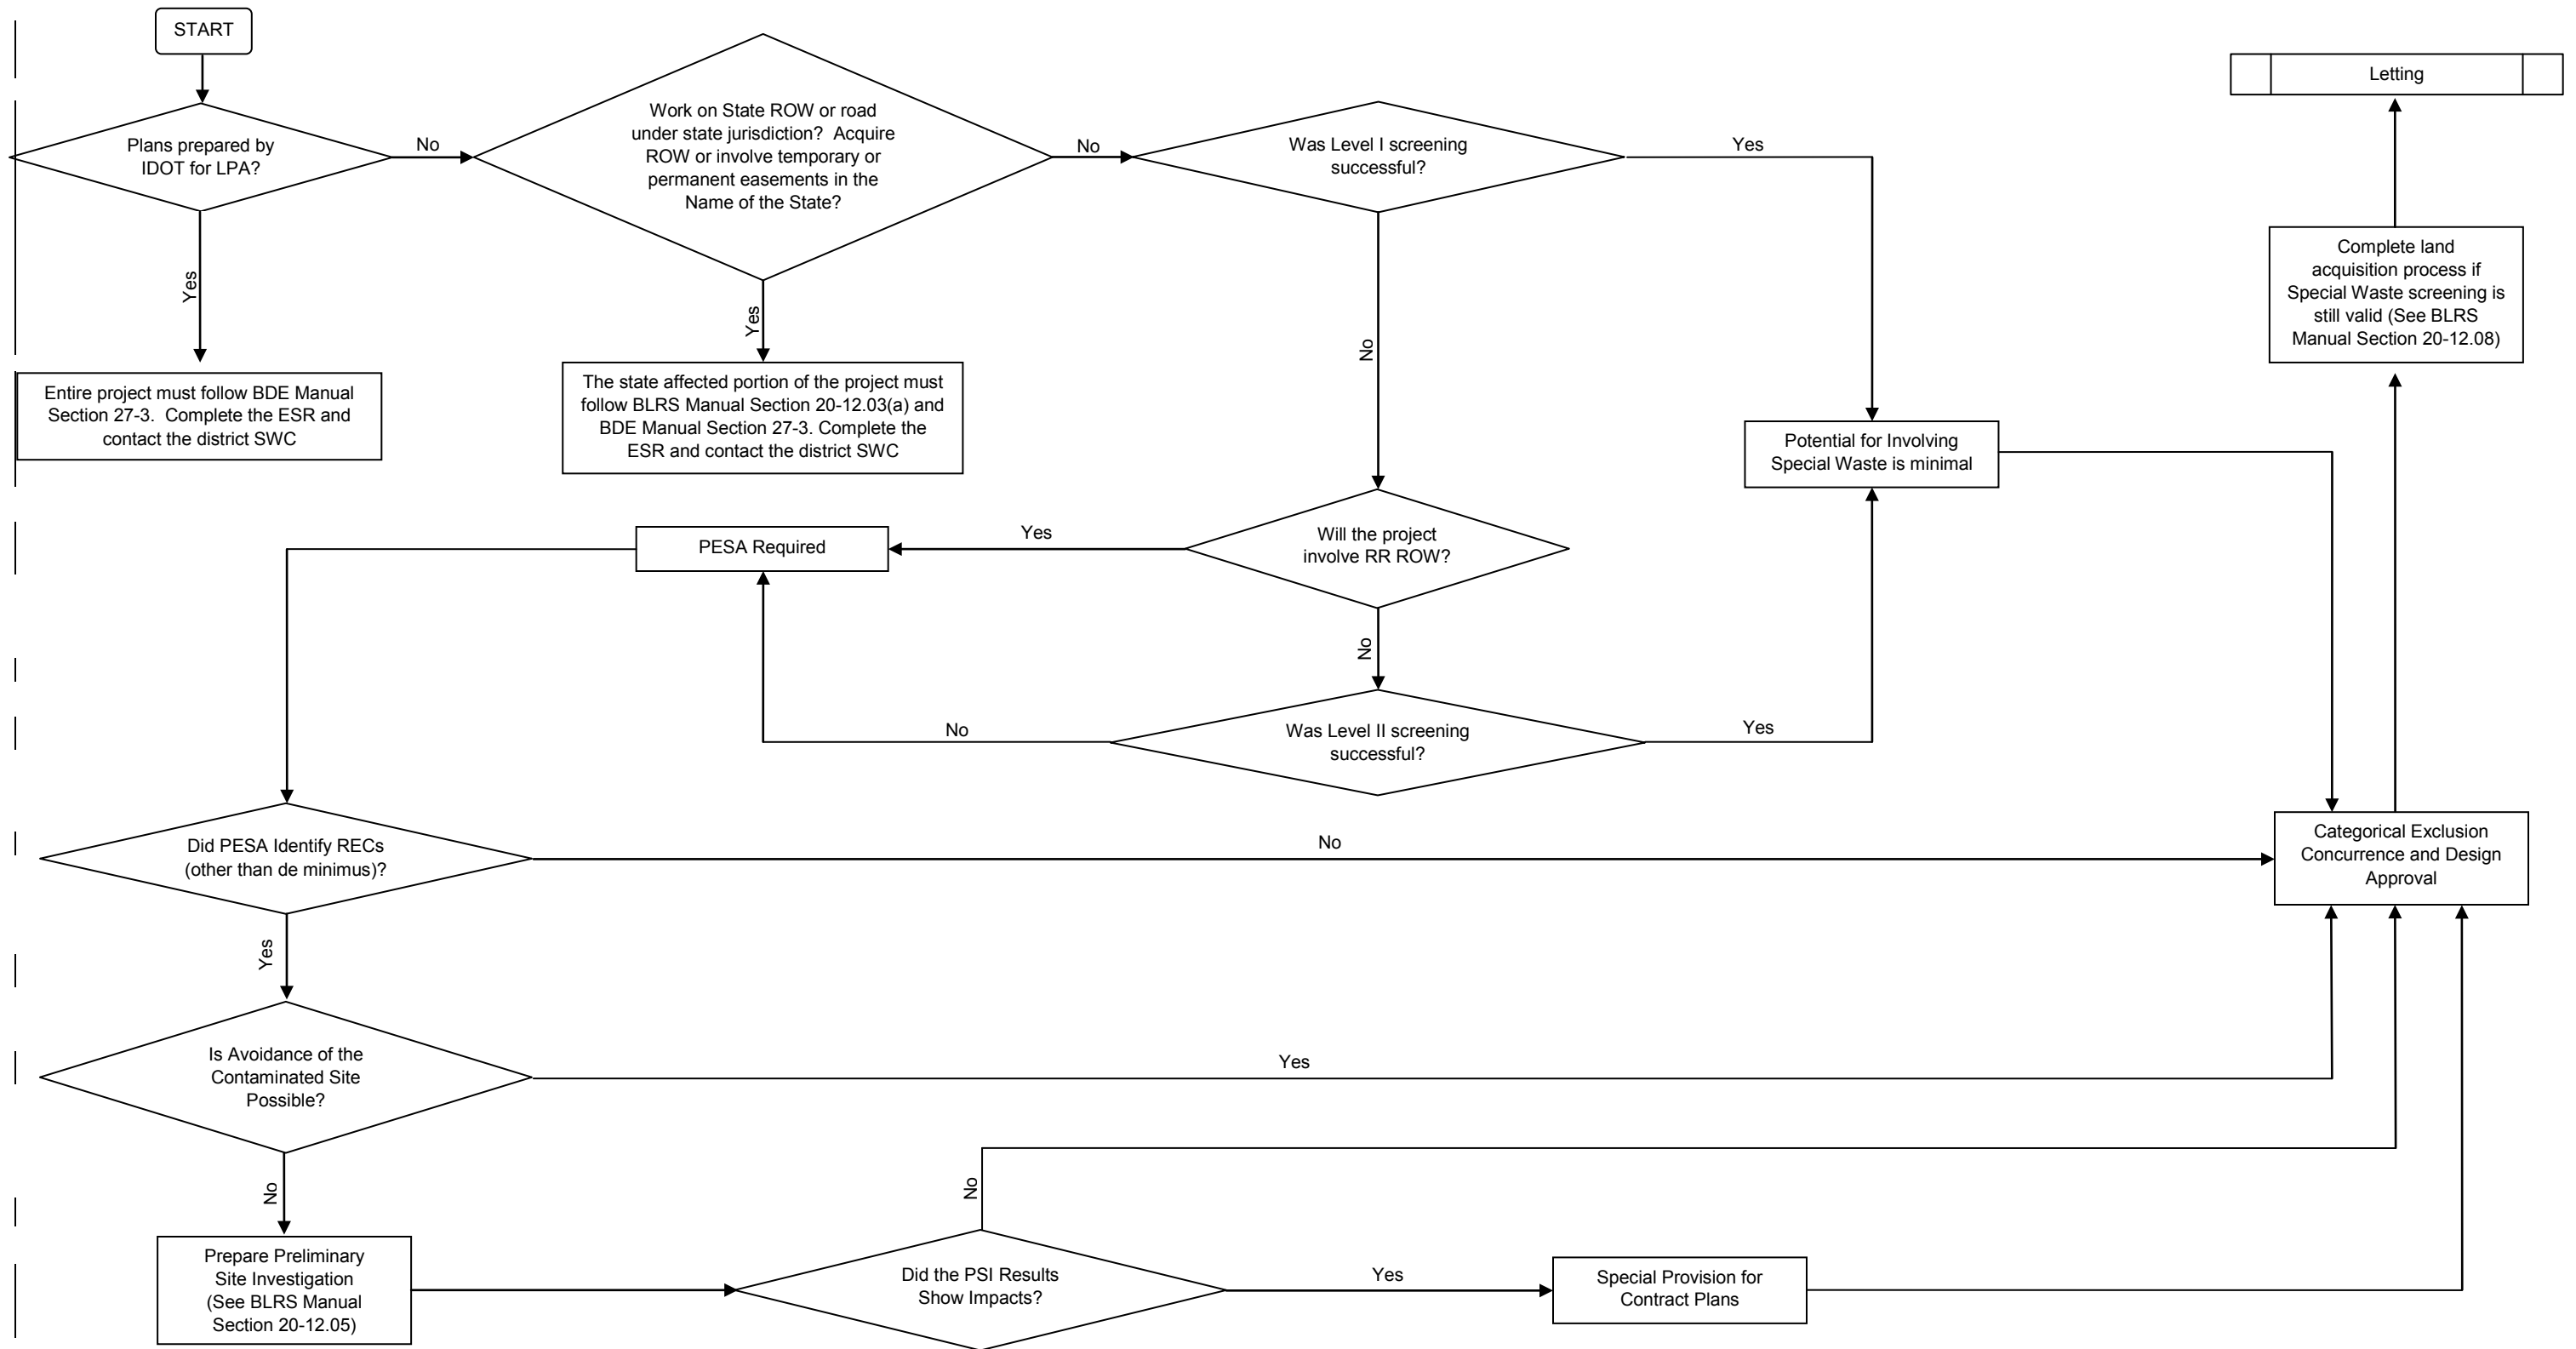 START
Plans prepared by
IDOT for LPA?
No
Yes
Entire project must follow BDE Manual
Section 27-3.  Complete the ESR and
contact the district SWC
Work on State ROW or road
under state jurisdiction?  Acquire
ROW or involve temporary or
permanent easements in the
Name of the State?
No
Yes
The state affected portion of the project must
follow BLRS Manual Section 20-12.03(a) and
BDE Manual Section 27-3. Complete the
ESR and contact the district SWC
Was Level I screening
successful?
Yes
No
Potential for Involving
Special Waste is minimal
Will the project
involve RR ROW?
Yes
No
PESA Required
Was Level II screening
successful?
No
Yes
Letting
Complete land
acquisition process if
Special Waste screening is
still valid (See BLRS
Manual Section 20-12.08)
Did PESA Identify RECs
(other than de minimus)?
No
Yes
Categorical Exclusion
Concurrence and Design
Approval
Is Avoidance of the
Contaminated Site
Possible?
Yes
No
Prepare Preliminary
Site Investigation
(See BLRS Manual
Section 20-12.05)
Did the PSI Results
Show Impacts?
No
Yes
Special Provision for
Contract Plans